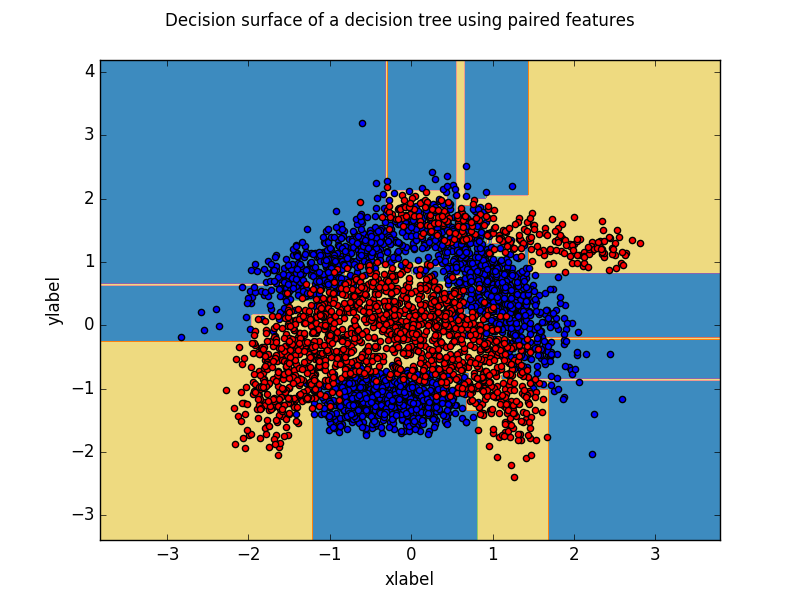 Decision surface of a decision tree using paired features
4
3
2
1
0
−1
−2
−3
ylabel
−3 −2 −1 0 1 2 3
xlabel